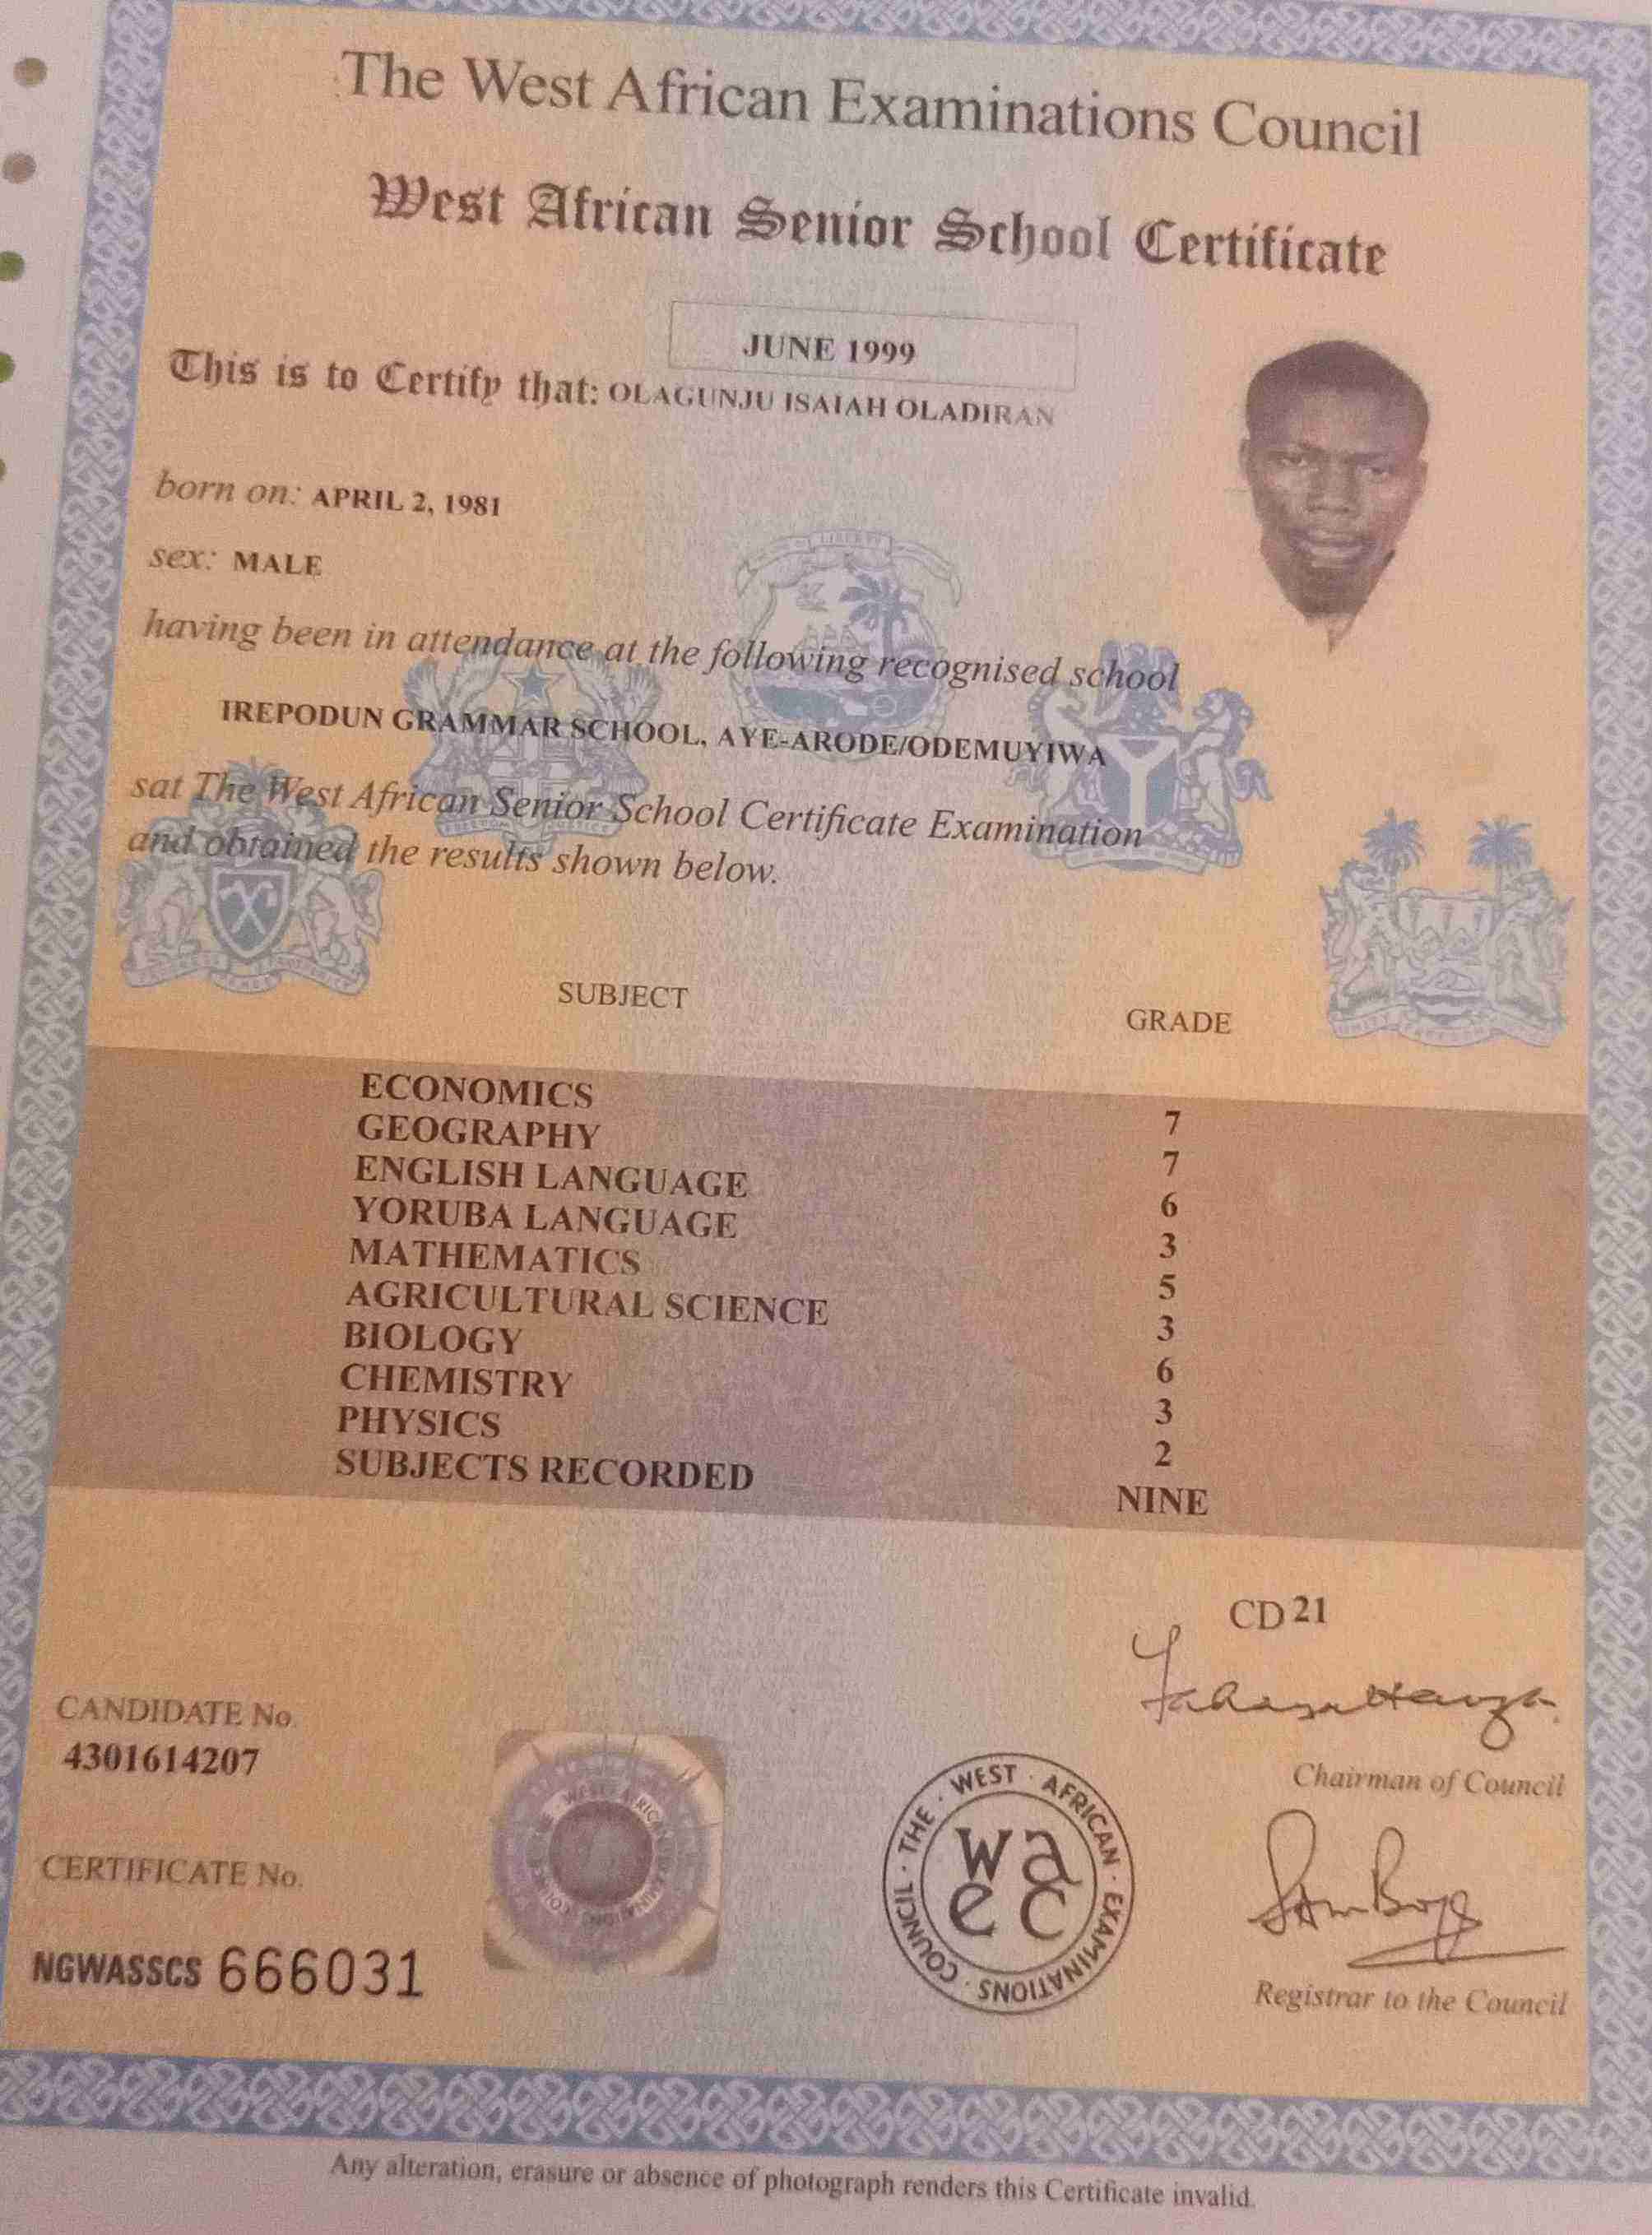 The West African Examinations Council
West African Senior School Certificate
JUNE 1999
This is to Certify that: OLAGUNJU ISAIAH OLADIRAN
born on: APRIL 2, 1981
sex: MALE
having been in attendance at the following recognised school
IREPODUN GRAMMAR SCHOOL, AYE-ARODE/ODEMUYIWA
sat The West African Senior School Certificate Examination
and obtained the results shown below.
SUBJECT GRADE
ECONOMICS 7
GEOGRAPHY 7
ENGLISH LANGUAGE 6
YORUBA LANGUAGE 3
MATHEMATICS 5
AGRICULTURAL SCIENCE 3
BIOLOGY 6
CHEMISTRY 3
PHYSICS 2
SUBJECTS RECORDED NINE
CD 21
Chairman of Council
CANDIDATE No.
4301614207
CERTIFICATE No.
NGWASSCS 666031
THE · WEST · AFRICAN · EXAMINATIONS · COUNCIL ·
wa
ec
Registrar to the Council
Any alteration, erasure or absence of photograph renders this Certificate invalid.